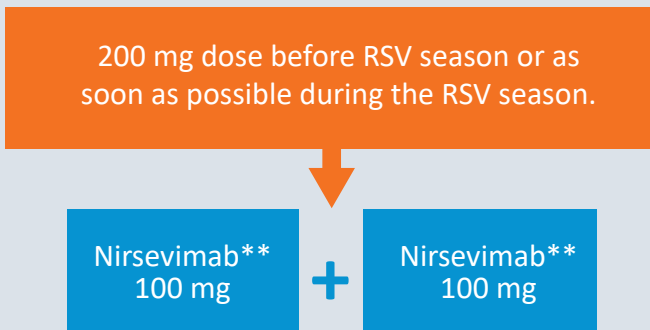 200 mg dose before RSV season or as
soon as possible during the RSV season.
Nirsevimab**
100 mg
+
Nirsevimab**
100 mg